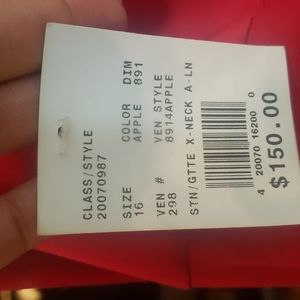 CLASS/STYLE
20070987
SIZE COLOR DIM
16 APPLE 891
VEN # VEN STYLE
298 8914APPLE
STN/GTTE X-NECK A-LN
4 20070 16200 0
$150.00